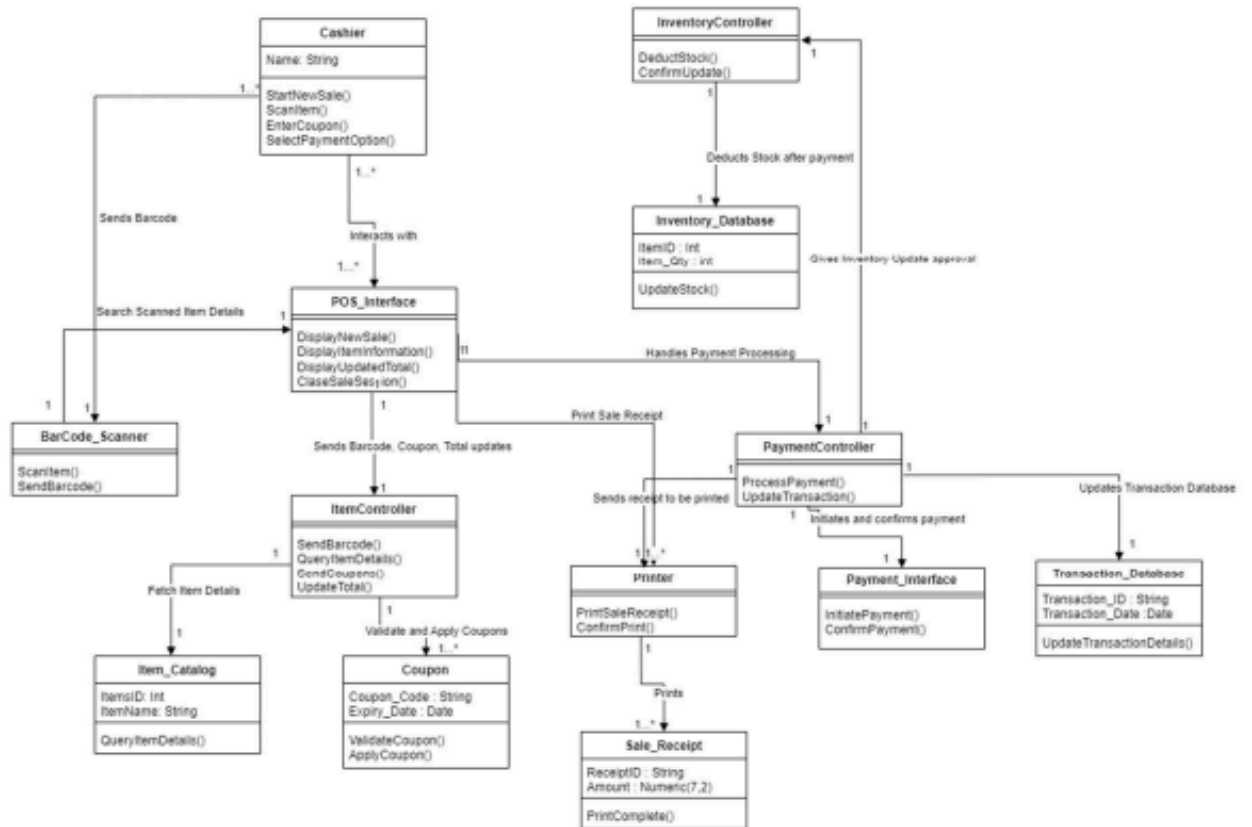 Cashier
Name: String
StartNewSale()
ScanItem()
EnterCoupon()
SelectPaymentOption()
InventoryController
DeductStock()
ConfirmUpdate()
1
1
1...*
1...*
Deducts Stock after payment
Sends Barcode
Interacts with
1
Inventory_Database
ItemID : Int
Item_Qty : int
UpdateStock()
Gives Inventory Update approval
1...*
POS_Interface
DisplayNewSale()
DisplayItemInformation()
DisplayUpdatedTotal()
Search Scanned Item Details
1
11
Handles Payment Processing
1
1
1
Print Sale Receipt
1
1
BarCode_Scanner
ScanItem()
SendBarcode()
Sends Barcode, Coupon, Total updates
1
PaymentController
ProcessPayment()
UpdateTransaction()
1
1
Sends receipt to be printed
Updates Transaction Database
1
Initiates and confirms payment
ItemController
SendBarcode()
QueryItemDetails()
SendCoupons()
UpdateTotal()
1
Fetch Item Details
1
Validate and Apply Coupons
1
1...*
1
1...*
1
1
Printer
PrintSaleReceipt()
ConfirmPrint()
Payment_Interface
InitiatePayment()
ConfirmPayment()
Transaction_Database
Transaction_ID : String
Transaction_Date :Date
UpdateTransactionDetails()
Item_Catalog
ItemsID: Int
ItemName: String
QueryItemDetails()
Coupon
Coupon_Code : String
Expiry_Date : Date
ValidateCoupon()
ApplyCoupon()
1
Prints
1...*
Sale_Receipt
ReceiptID : String
Amount : Numeric(7,2)
PrintComplete()